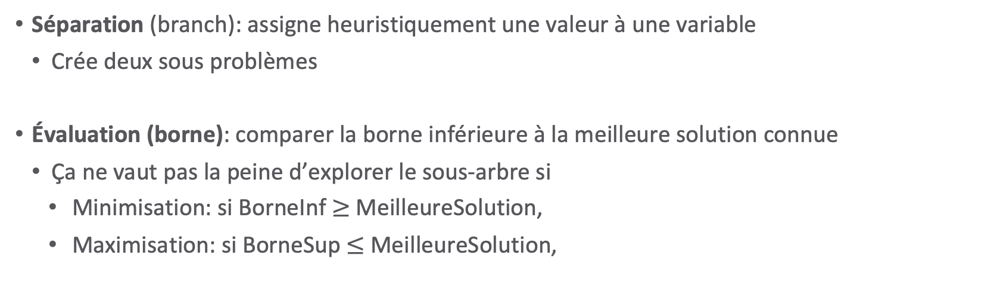 • Séparation (branch): assigne heuristiquement une valeur à une variable
• Crée deux sous problèmes
• Évaluation (borne): comparer la borne inférieure à la meilleure solution connue
• Ça ne vaut pas la peine d’explorer le sous-arbre si
• Minimisation: si BorneInf ≥ MeilleureSolution,
• Maximisation: si BorneSup ≤ MeilleureSolution,